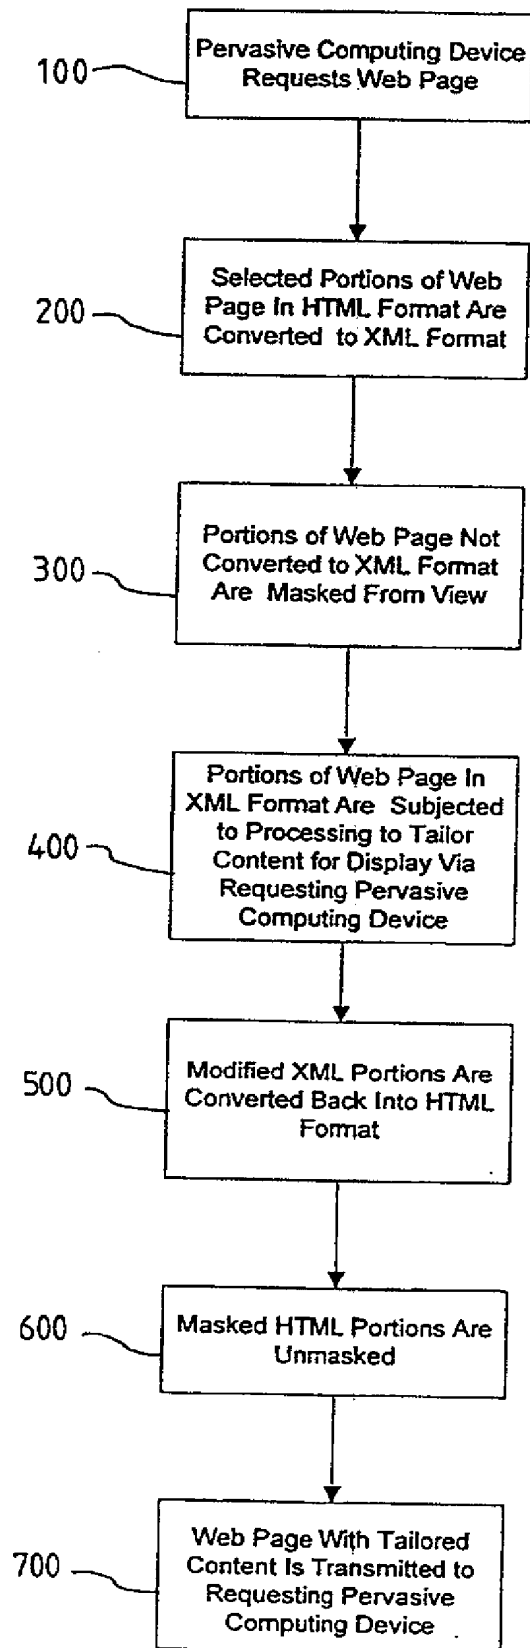 100
Pervasive Computing Device
Requests Web Page
200
Selected Portions of Web
Page In HTML Format Are
Converted to XML Format
300
Portions of Web Page Not
Converted to XML Format
Are Masked From View
400
Portions of Web Page In
XML Format Are Subjected
to Processing to Tailor
Content for Display Via
Requesting Pervasive
Computing Device
500
Modified XML Portions Are
Converted Back Into HTML
Format
600
Masked HTML Portions Are
Unmasked
700
Web Page With Tailored
Content Is Transmitted to
Requesting Pervasive
Computing Device